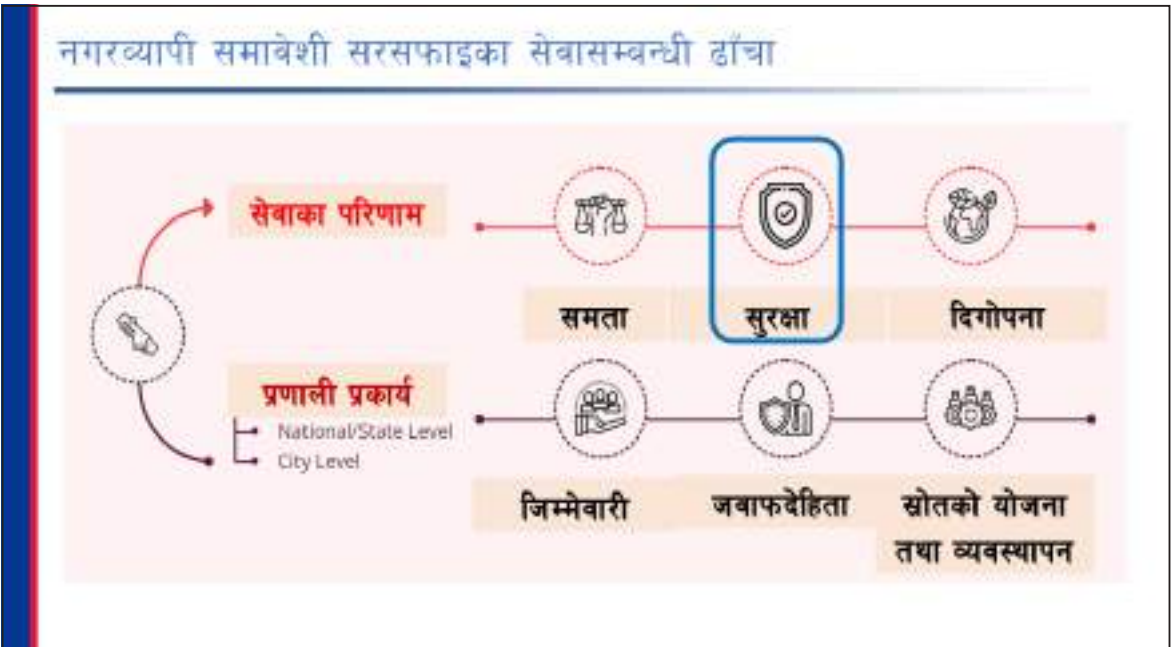 नगरव्यापी समावेशी सरसफाइका सेवासम्बन्धी ढाँचा
सेवाका परिणाम
समता
सुरक्षा
दिगोपना
प्रणाली प्रकार्य
National/State Level
City Level
जिम्मेवारी
जबाफदेहिता
स्रोतको योजना
तथा व्यवस्थापन